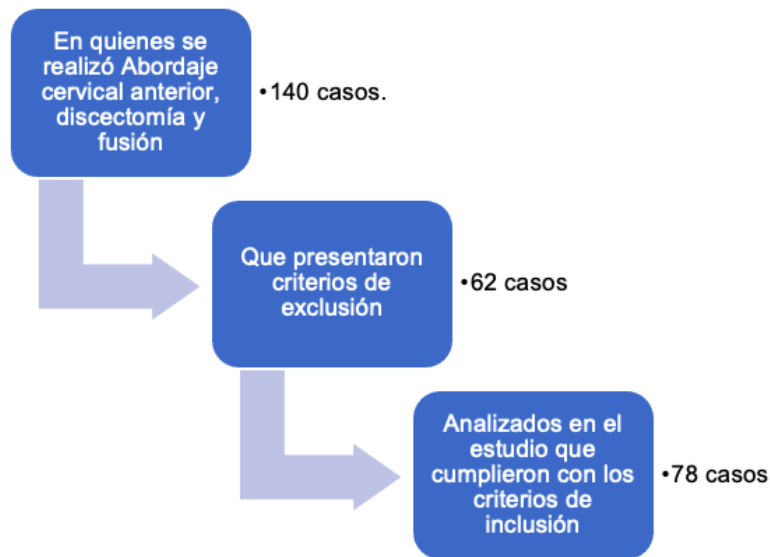 En quienes se
realizó Abordaje
cervical anterior,
discectomía y
fusión
•140 casos.
Que presentaron
criterios de
exclusión
•62 casos
Analizados en el
estudio que
cumplieron con los
criterios de
inclusión
•78 casos